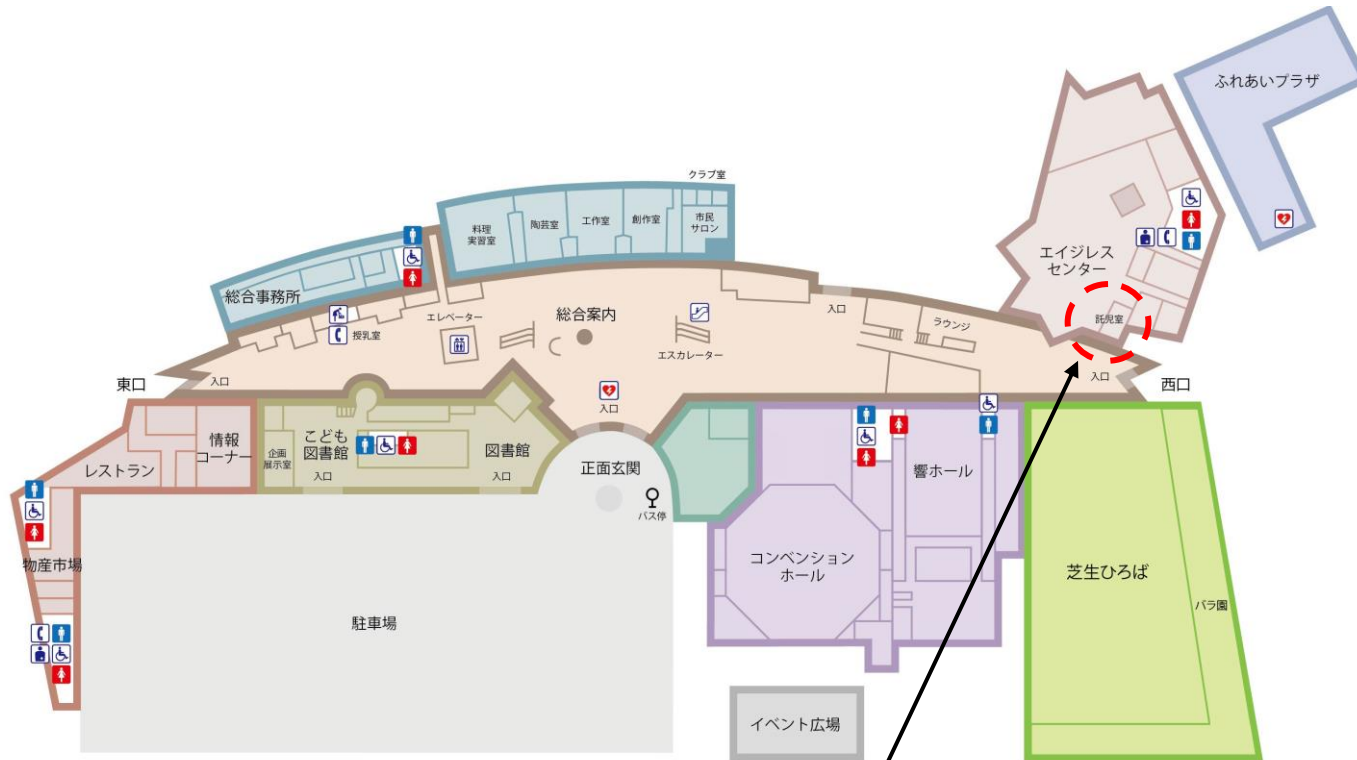 ふれあいプラザ
クラブ室
料理
実習室
陶芸室
工作室
創作室
市民
サロン
エイジレス
センター
託児室
総合事務所
授乳室
エレベーター
総合案内
エスカレーター
入口
ラウンジ
東口
入口
入口
入口
西口
情報
コーナー
レストラン
企画
展示室
こども
図書館
図書館
入口
入口
正面玄関
バス停
響ホール
物産市場
コンベンション
ホール
芝生ひろば
バラ園
駐車場
イベント広場